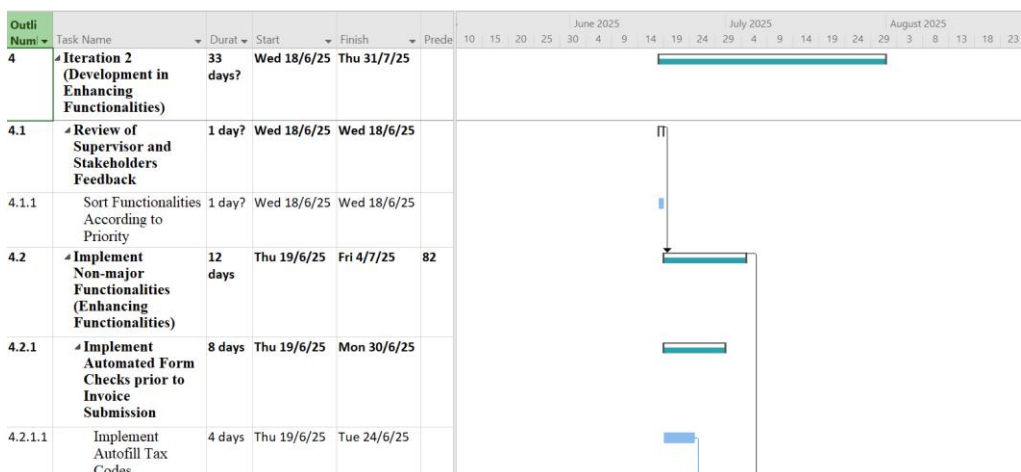 Outli
Num
Task Name
Durat
Start
Finish
Prede
June 2025
July 2025
August 2025
10 15 20 25 30 4 9 14 19 24 29 4 9 14 19 24 29 3 8 13 18 23
4
Iteration 2
(Development in
Enhancing
Functionalities)
33
days?
Wed 18/6/25
Thu 31/7/25
4.1
Review of
Supervisor and
Stakeholders
Feedback
1 day?
Wed 18/6/25
Wed 18/6/25
4.1.1
Sort Functionalities
According to
Priority
1 day?
Wed 18/6/25
Wed 18/6/25
4.2
Implement
Non-major
Functionalities
(Enhancing
Functionalities)
12
days
Thu 19/6/25
Fri 4/7/25
82
4.2.1
Implement
Automated Form
Checks prior to
Invoice
Submission
8 days
Thu 19/6/25
Mon 30/6/25
4.2.1.1
Implement
Autofill Tax
Codes
4 days
Thu 19/6/25
Tue 24/6/25